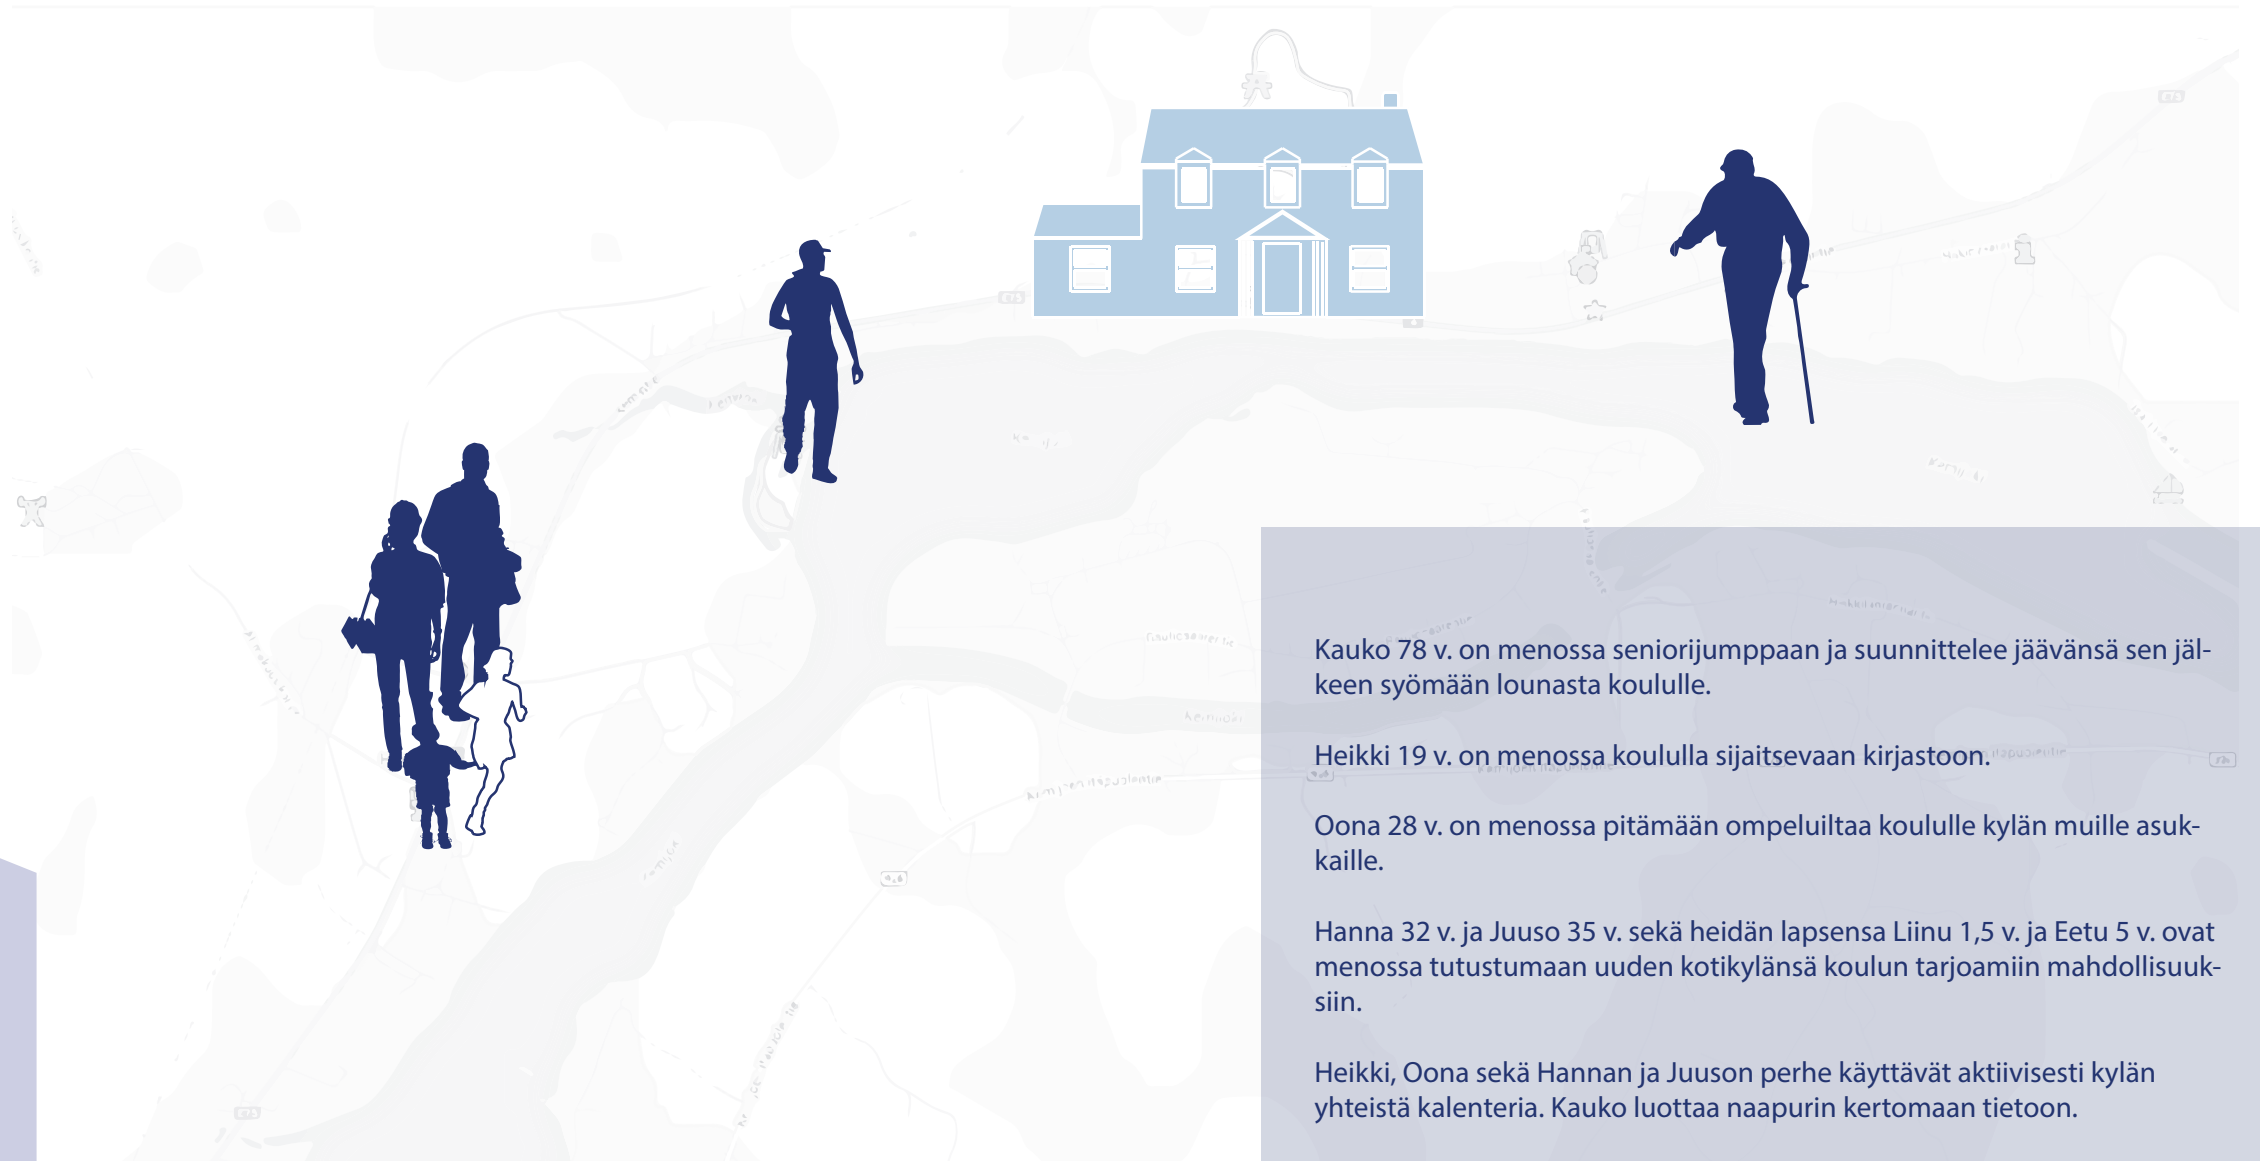 E75
E75
Kauko 78 v. on menossa seniorijumppaan ja suunnittelee jäävänsä sen jäl-
keen syömään lounasta koululle.
Heikki 19 v. on menossa koululla sijaitsevaan kirjastoon.
Oona 28 v. on menossa pitämään ompeluiltaa koululle kylän muille asuk-
kaille.
Hanna 32 v. ja Juuso 35 v. sekä heidän lapsensa Liinu 1,5 v. ja Eetu 5 v. ovat
menossa tutustumaan uuden kotikylänsä koulun tarjoamiin mahdollisuuk-
siin.
Heikki, Oona sekä Hannan ja Juuson perhe käyttävät aktiivisesti kylän
yhteistä kalenteria. Kauko luottaa naapurin kertomaan tietoon.
E75